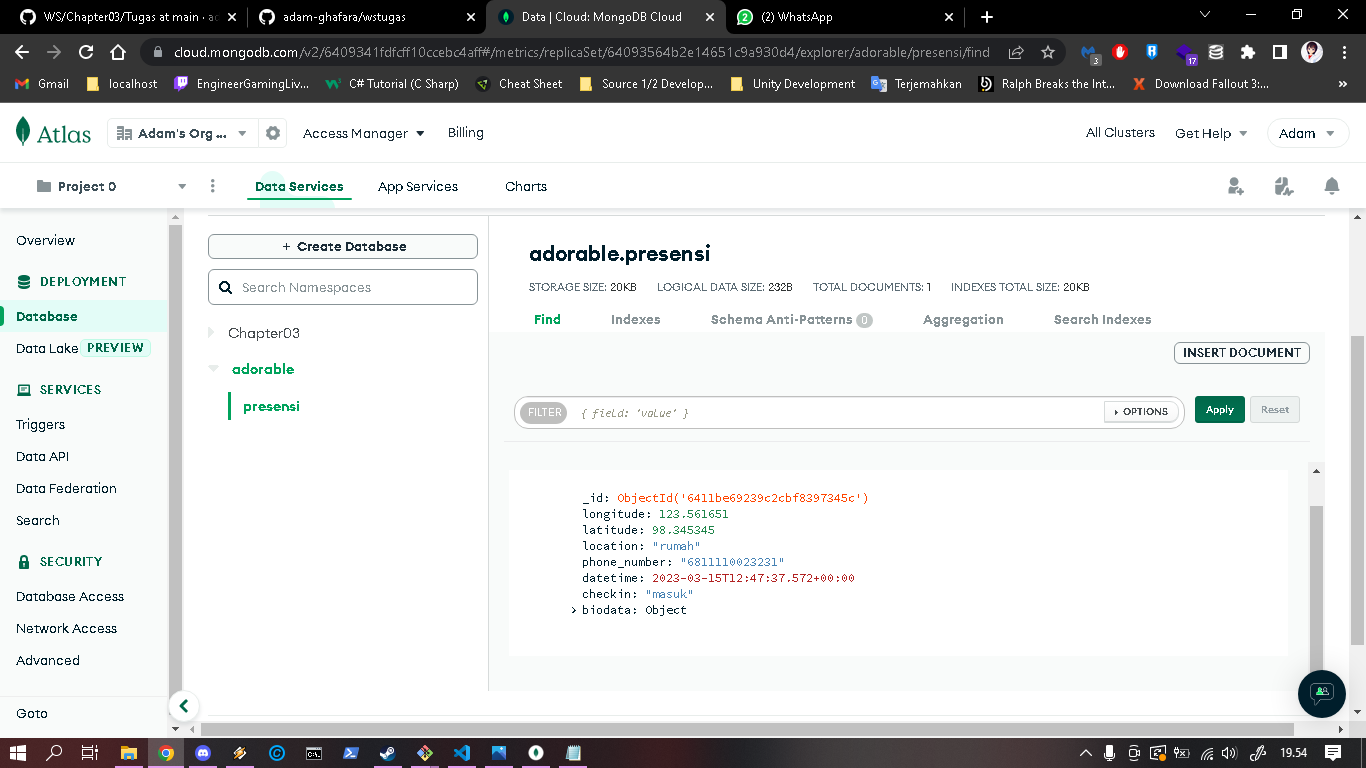 WS/Chapter03/Tugas at main · ad
adam-ghafara/wstugas
Data | Cloud: MongoDB Cloud
(2) WhatsApp
cloud.mongodb.com/v2/6409341fdfcff10ccebc4aff#/metrics/replicaSet/64093564b2e14651c9a930d4/explorer/adorable/presensi/find
3
17
Gmail
localhost
EngineerGamingLiv...
C# Tutorial (C Sharp)
Cheat Sheet
Source 1/2 Develop...
Unity Development
Terjemahkan
Ralph Breaks the Int...
Download Fallout 3:...
»
Atlas
Adam's Org ...
Access Manager
Billing
All Clusters
Get Help
Adam
Project 0
Data Services
App Services
Charts
Overview
DEPLOYMENT
Database
Data Lake PREVIEW
SERVICES
Triggers
Data API
Data Federation
Search
SECURITY
Database Access
Network Access
Advanced
Goto
+ Create Database
Search Namespaces
Chapter03
adorable
presensi
adorable.presensi
STORAGE SIZE: 20KB LOGICAL DATA SIZE: 232B TOTAL DOCUMENTS: 1 INDEXES TOTAL SIZE: 20KB
Find Indexes Schema Anti-Patterns 0 Aggregation Search Indexes
INSERT DOCUMENT
FILTER { field: 'value' } OPTIONS Apply Reset
_id: ObjectId('6411be69239c2cbf8397345c')
longitude: 123.561651
latitude: 98.345345
location: "rumah"
phone_number: "6811110023231"
datetime: 2023-03-15T12:47:37.572+00:00
checkin: "masuk"
> biodata: Object
19.54